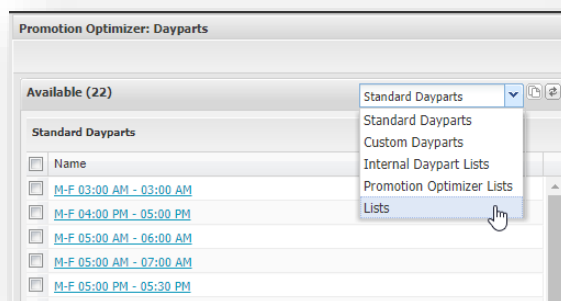 Promotion Optimizer: Dayparts
Available (22)
Standard Dayparts
Standard Dayparts
Custom Dayparts
Internal Daypart Lists
Promotion Optimizer Lists
Lists
Standard Dayparts
Name
M-F 03:00 AM - 03:00 AM
M-F 04:00 PM - 05:00 PM
M-F 05:00 AM - 06:00 AM
M-F 05:00 AM - 07:00 AM
M-F 05:00 PM - 05:30 PM